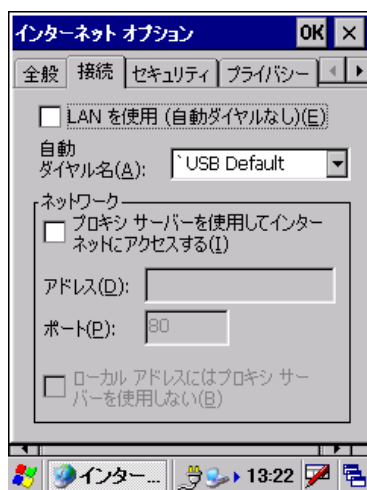 インターネット オプション OK ×
全般 接続 セキュリティ プライバシー
LAN を使用 (自動ダイヤルなし)(E)
自動
ダイヤル名(A): `USB Default
ネットワーク
プロキシ サーバーを使用してインター
ネットにアクセスする(I)
アドレス(D):
ポート(P): 80
ローカル アドレスにはプロキシ サー
バーを使用しない(B)
インター... 13:22